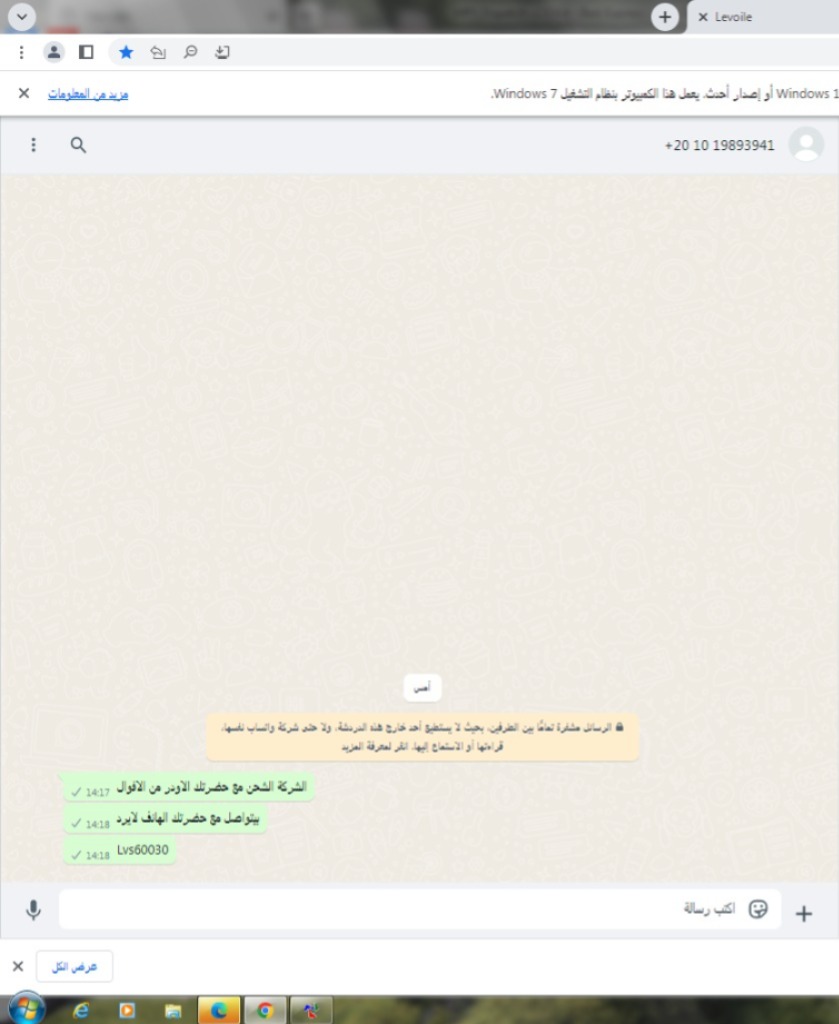 Levoile
Windows 1 أو إصدار أحدث. يعمل هذا الكمبيوتر بنظام التشغيل Windows 7.
مزيد من المعلومات
+20 10 19893941
أمس
الرسائل مشفرة تمامًا بين الطرفين، بحيث لا يستطيع أحد خارج هذه الدردشة، ولا حتى شركة واتساب نفسها،
قراءتها أو الاستماع إليها. انقر لمعرفة المزيد
الشركة الشحن مع حضرتك الاودر من الاقوال
14:17
بيتواصل مع حضرتك الهاتف لايرد
14:18
Lvs60030
14:18
اكتب رسالة
عرض الكل